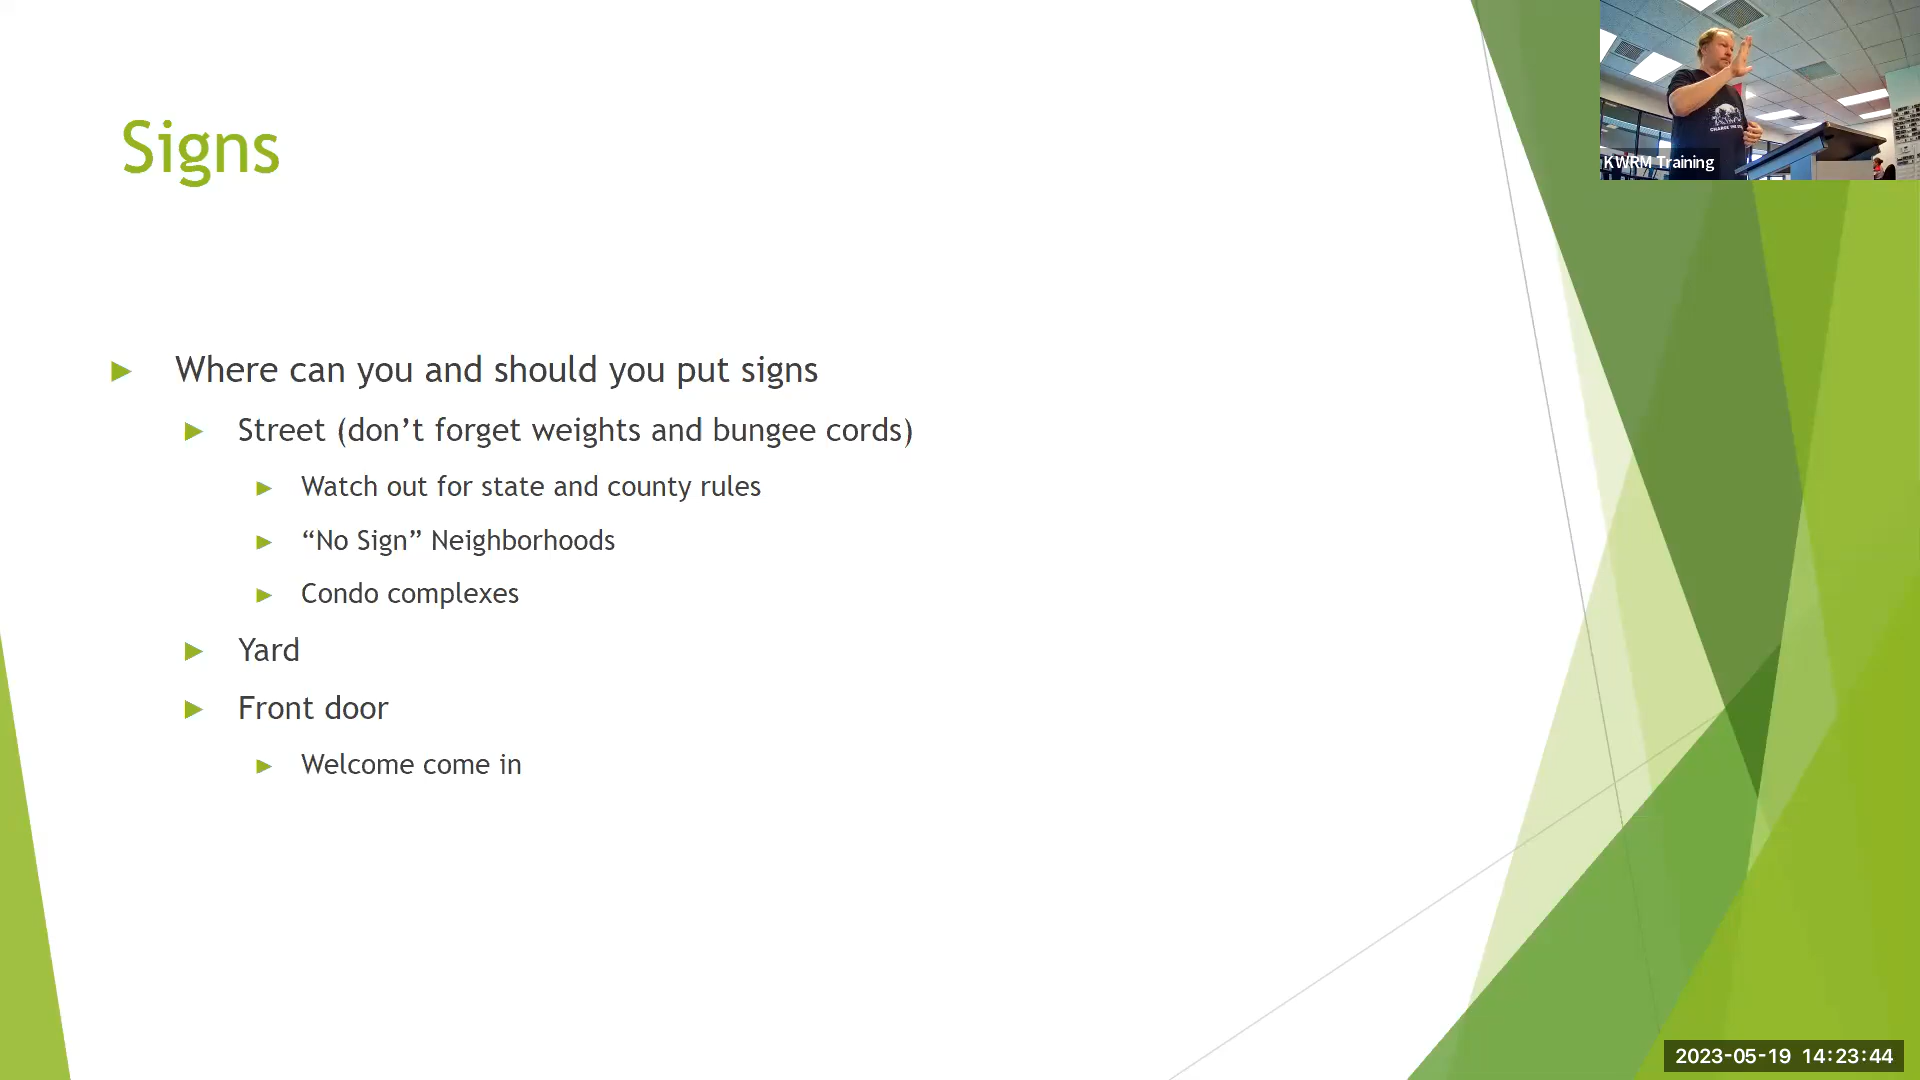 Signs
Where can you and should you put signs
Street (don’t forget weights and bungee cords)
Watch out for state and county rules
“No Sign” Neighborhoods
Condo complexes
Yard
Front door
Welcome come in
KWRM Training
2023-05-19 14:23:44